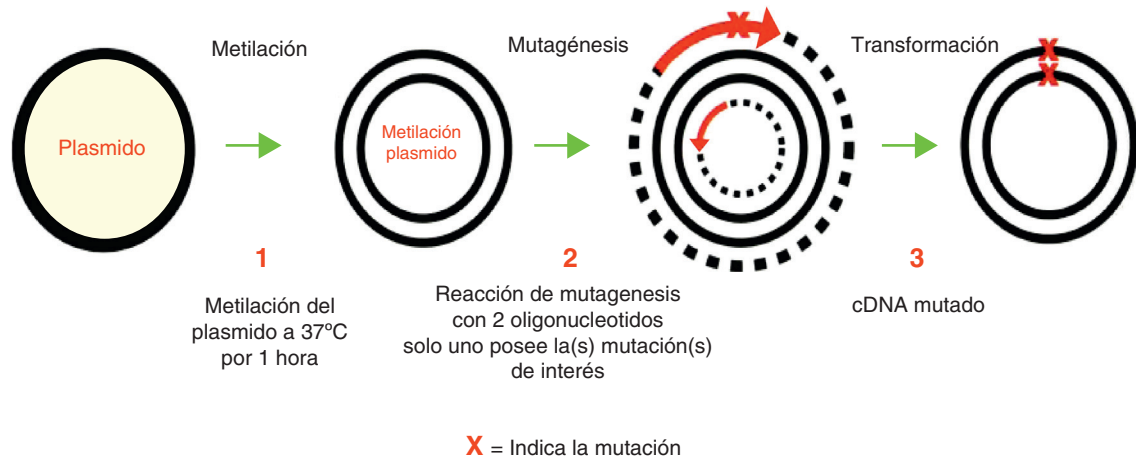 Metilación
Mutagénesis
Transformación
Plasmido
Metilación
plasmido
X
X
X
1
Metilación del
plasmido a 37ºC
por 1 hora
2
Reacción de mutagenesis
con 2 oligonucleotidos
solo uno posee la(s) mutación(s)
de interés
3
cDNA mutado
X = Indica la mutación